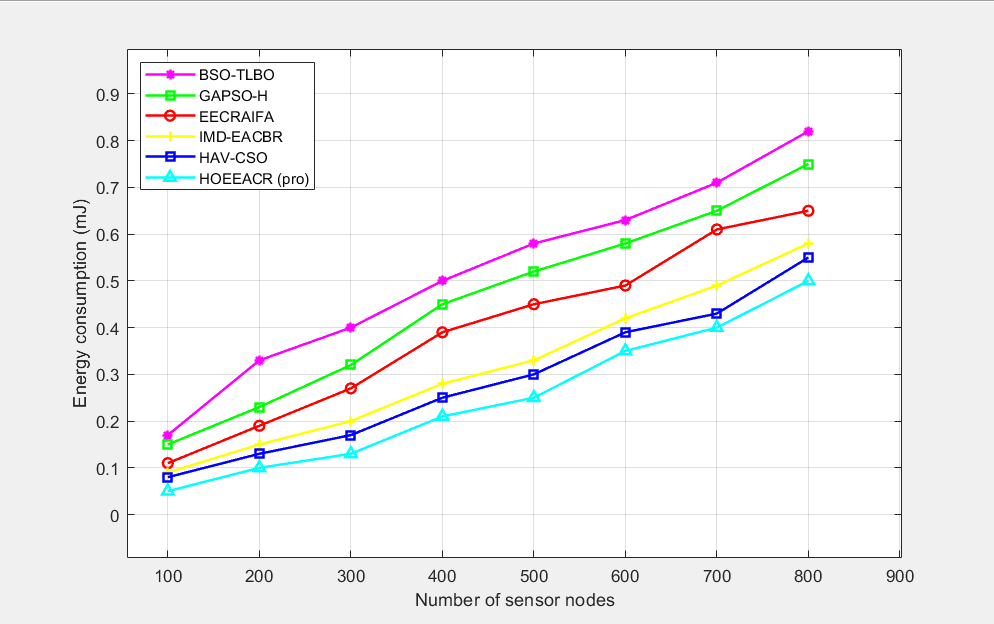 BSO-TLBO
GAPSO-H
EECRAIFA
IMD-EACBR
HAV-CSO
HOEEACR (pro)
0.9
0.8
0.7
0.6
0.5
0.4
0.3
0.2
0.1
0
Energy consumption (mJ)
100 200 300 400 500 600 700 800 900
Number of sensor nodes